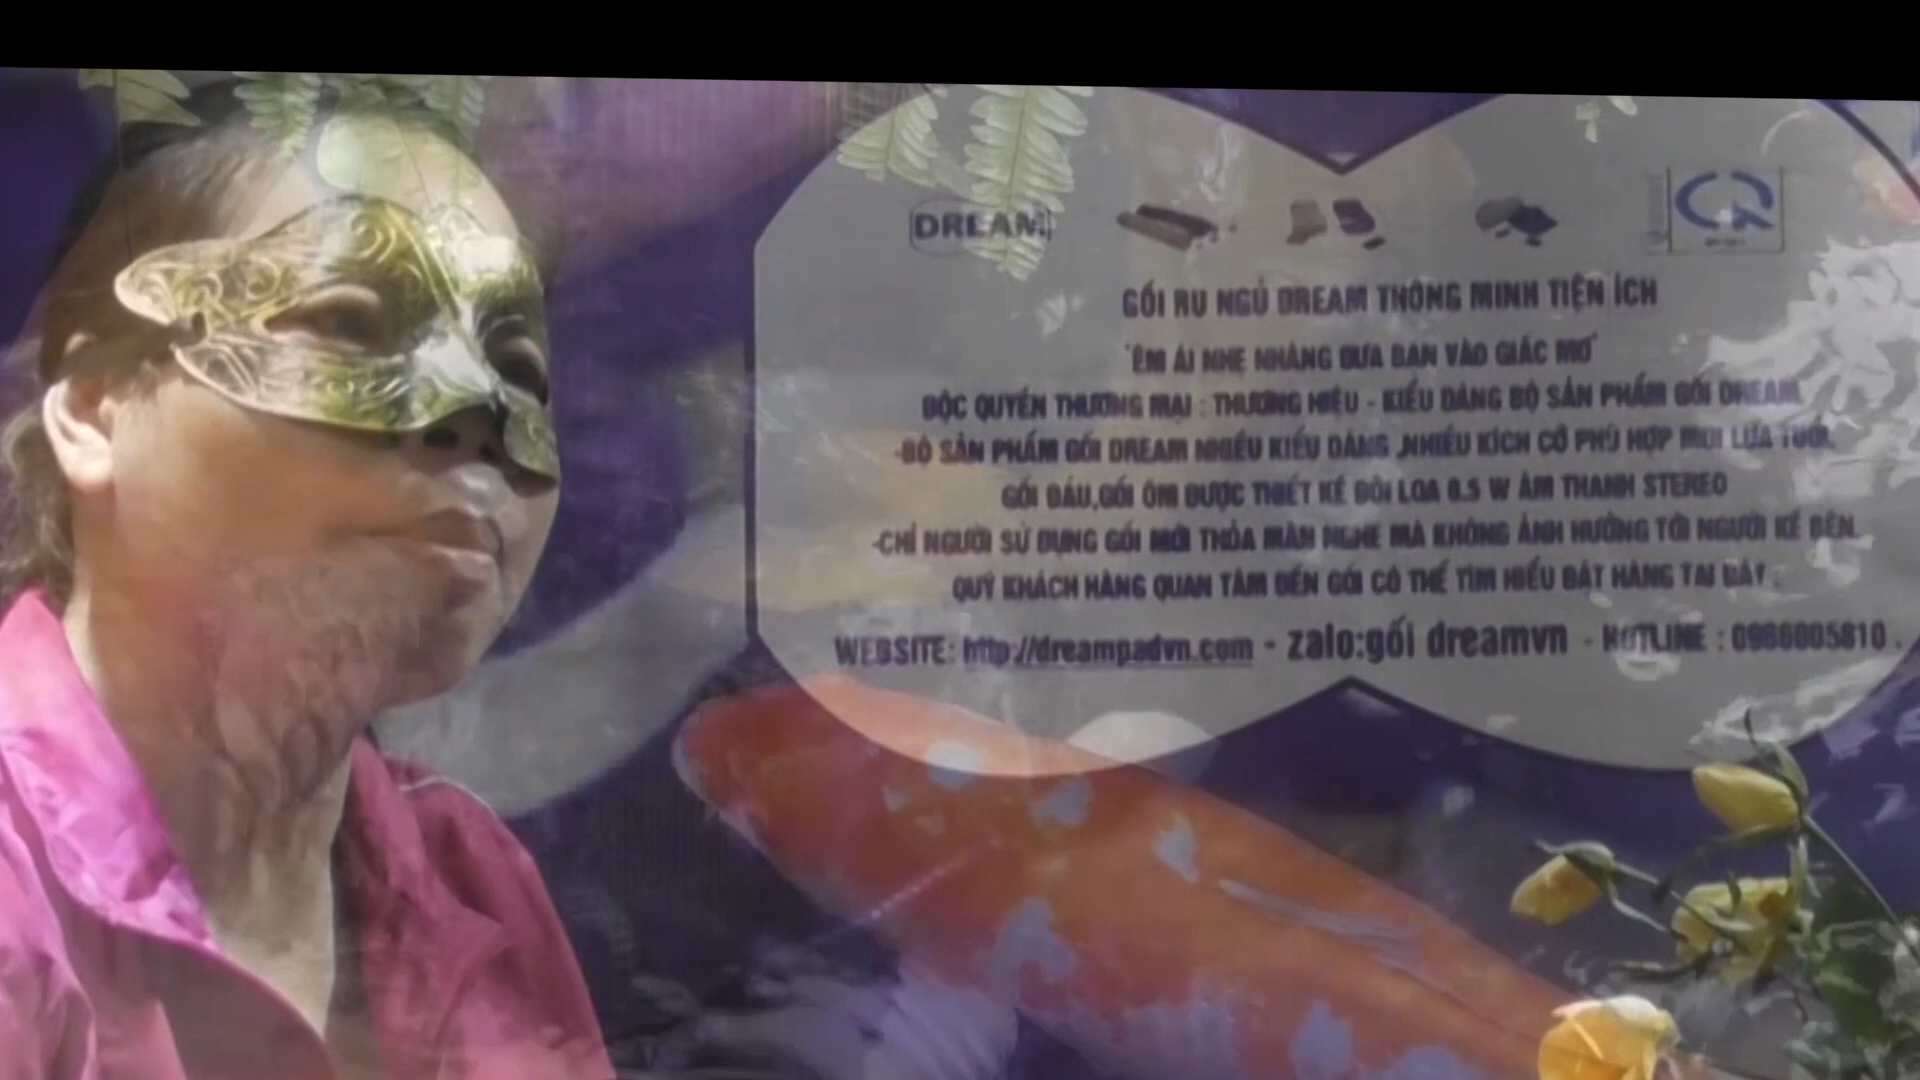 DREAM
GỐI RU NGỦ DREAM THÔNG MINH TIỆN ÍCH
"ÊM ÁI NHẸ NHÀNG ĐƯA BẠN VÀO GIẤC MƠ"
ĐỘC QUYỀN THƯƠNG MẠI : THƯƠNG HIỆU - KIỂU DÁNG BỘ SẢN PHẨM GỐI DREAM.
-BỘ SẢN PHẨM GỐI DREAM NHIỀU KIỂU DÁNG ,NHIỀU KÍCH CỠ PHÙ HỢP MỌI LỨA TUỔI.
GỐI ĐẦU,GỐI ÔM ĐƯỢC THIẾT KẾ ĐÔI LOA 0.5 W ÂM THANH STEREO
-CHỈ NGƯỜI SỬ DỤNG GỐI MỚI THỎA MÃN NGHE MÀ KHÔNG ẢNH HƯỞNG TỚI NGƯỜI KẾ BÊN.
QUÝ KHÁCH HÀNG QUAN TÂM ĐẾN GỐI CÓ THỂ TÌM HIỂU ĐẶT HÀNG TẠI ĐÂY :
WEBSITE: http://dreampadvn.com - zalo:gối dreamvn - HOTLINE : 0986005810 .